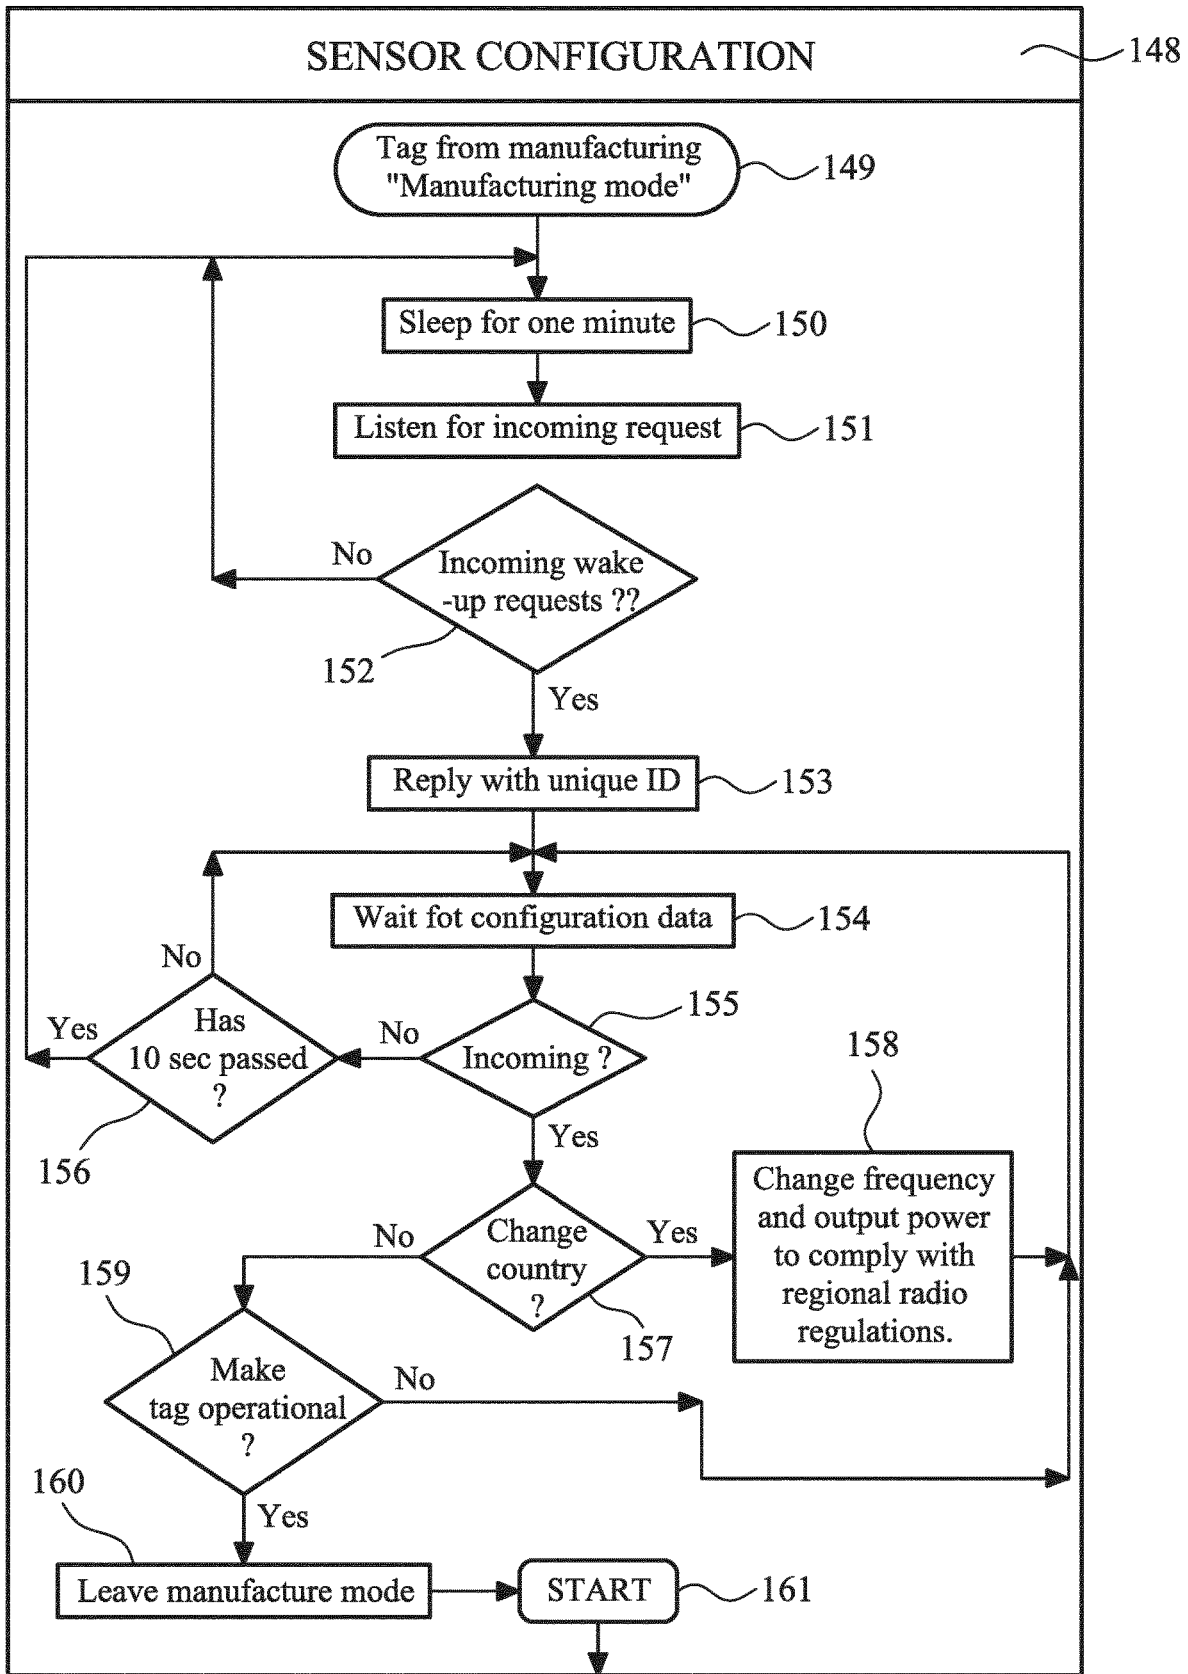 SENSOR CONFIGURATION
148
Tag from manufacturing
"Manufacturing mode"
149
Sleep for one minute
150
Listen for incoming request
151
No
Incoming wake
-up requests ??
152
Yes
Reply with unique ID
153
Wait fot configuration data
154
No
155
Yes
Has
10 sec passed
?
No
Incoming ?
158
156
Yes
Change frequency
and output power
to comply with
regional radio
regulations.
No
Change
country
?
Yes
159
157
Make
tag operational
?
No
160
Yes
Leave manufacture mode
START
161